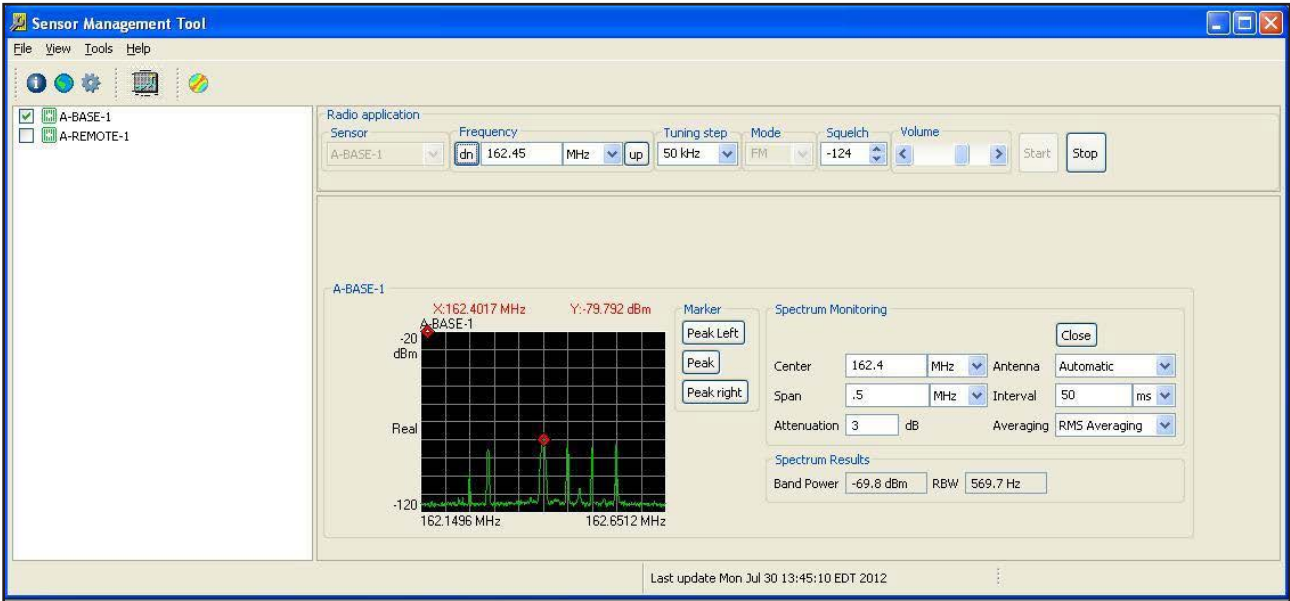 Sensor Management Tool
File View Tools Help
A-BASE-1
A-REMOTE-1
Radio application
Sensor Frequency Tuning step Mode Squelch Volume
A-BASE-1 dn 162.45 MHz up 50 kHz FM -124 Start Stop
A-BASE-1
X:162.4017 MHz Y:-79.792 dBm
A-BASE-1
-20
dBm
Real
-120
162.1496 MHz 162.6512 MHz
Marker
Peak Left
Peak
Peak right
Spectrum Monitoring
Close
Center 162.4 MHz Antenna Automatic
Span .5 MHz Interval 50 ms
Attenuation 3 dB Averaging RMS Averaging
Spectrum Results
Band Power -69.8 dBm RBW 569.7 Hz
Last update Mon Jul 30 13:45:10 EDT 2012